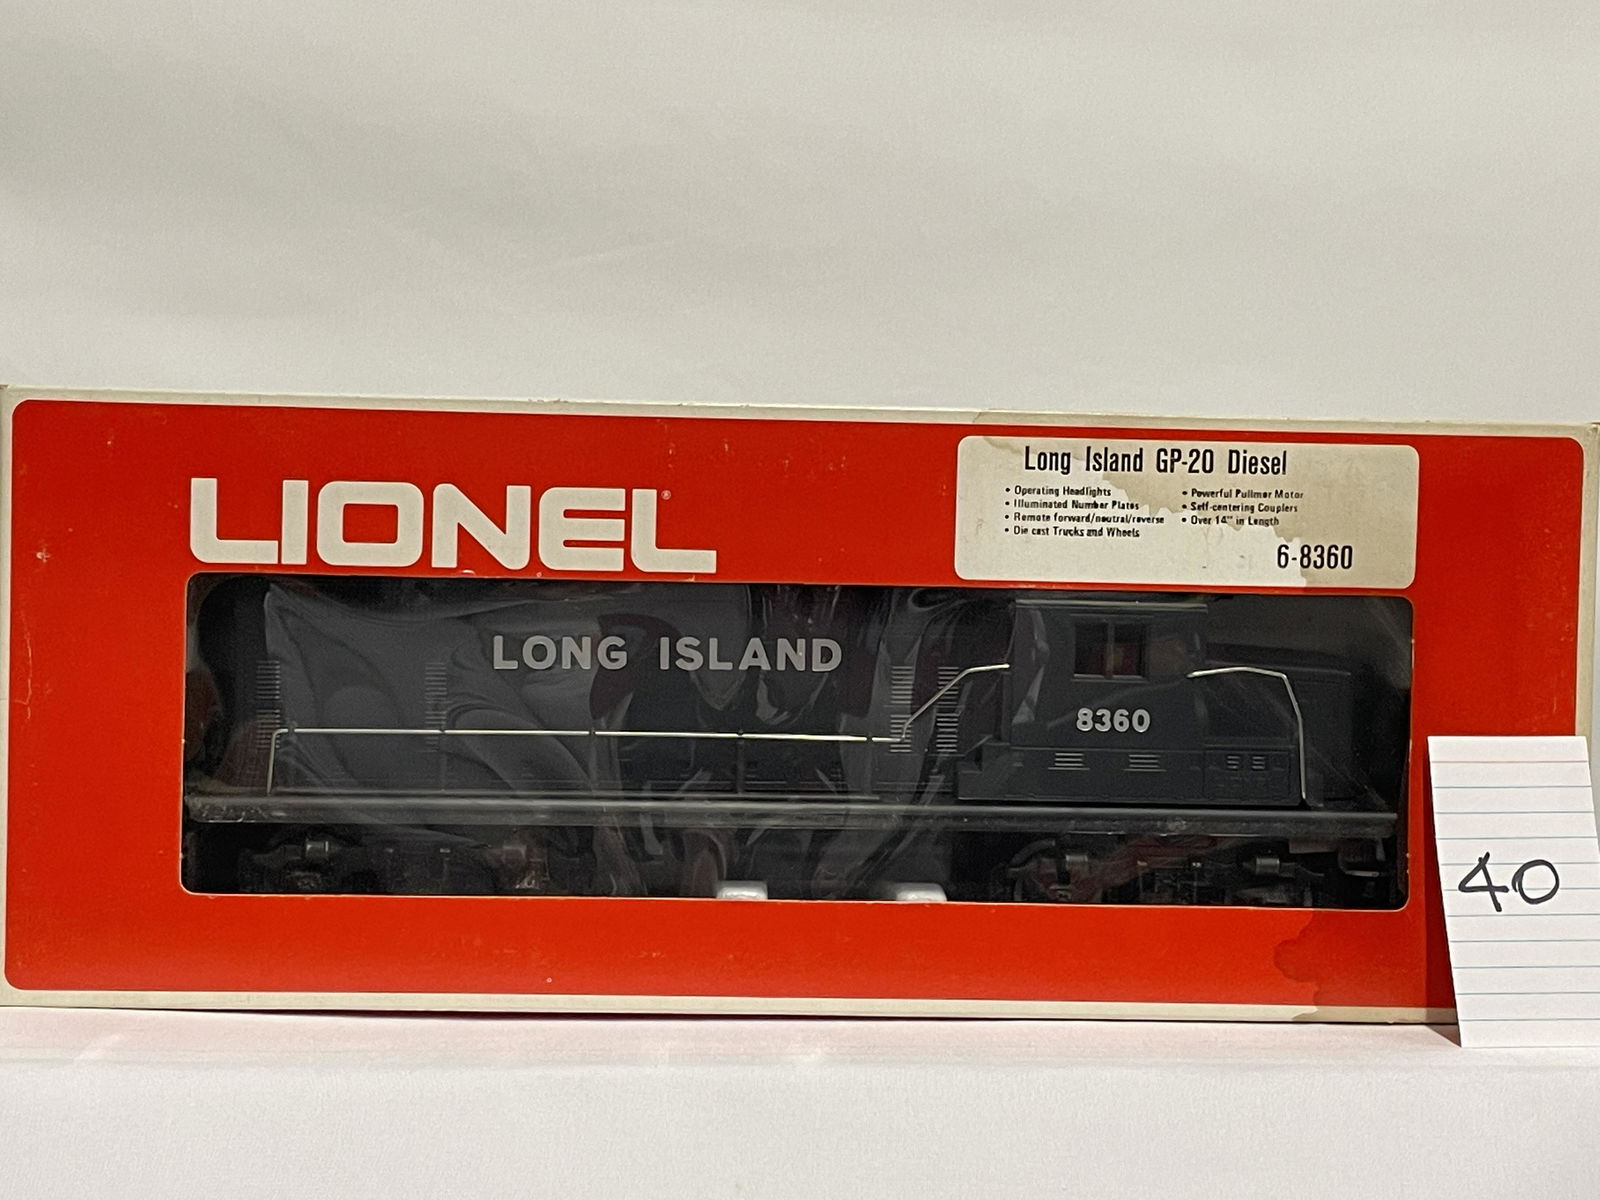 LIONEL®
Long Island GP-20 Diesel
• Operating Headlights
• Illuminated Number Plates
• Remote forward/neutral/reverse
• Die cast Trucks and Wheels
• Powerful Pullmor Motor
• Self-centering Couplers
• Over 14" in Length
6-8360
LONG ISLAND
8360
40